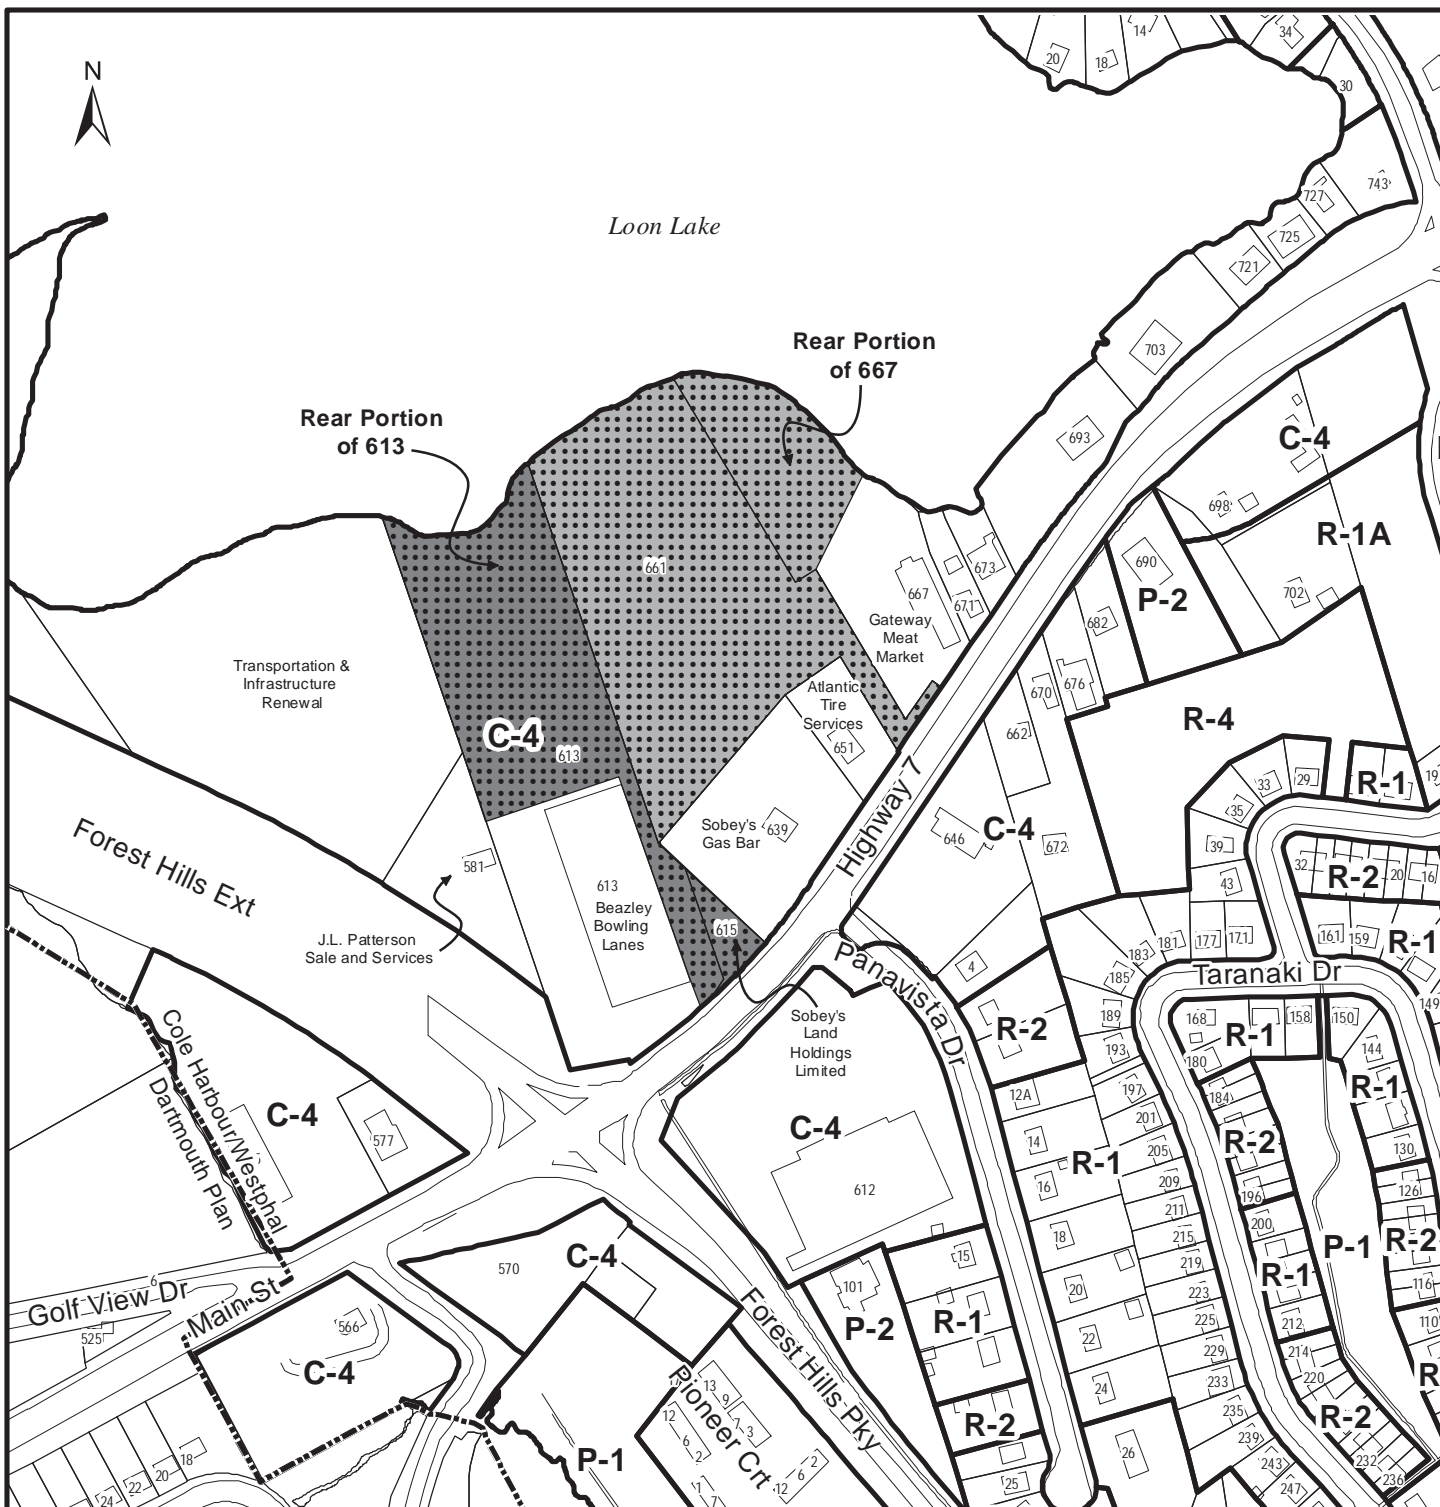 N
20
18
14
34
30
743
727
725
721
Loon Lake
Rear Portion
of 667
703
Rear Portion
of 613
693
C-4
698
R-1A
702
690
P-2
661
667
Gateway
Meat
Market
671
673
682
676
670
662
R-4
Transportation &
Infrastructure
Renewal
C-4
613
Atlantic
Tire
Services
651
Sobey's
Gas Bar
639
Highway 7
646
C-4
672
33
29
35
39
43
R-1
19
32
R-2
20
16
Forest Hills Ext
581
J.L. Patterson
Sale and Services
613
Beazley
Bowling
Lanes
615
Sobey's
Land
Holdings
Limited
Panavista Dr
4
R-2
183
181
177
171
185
189
193
197
201
161
159
R-1
Taranaki Dr
149
168
R-1
158
150
180
144
R-1
184
R-2
130
126
196
200
R-1
P-1
R-2
116
110
R
212
214
220
R-2
232
236
12A
14
16
R-1
18
20
22
24
26
205
209
211
215
219
223
225
229
233
235
239
243
247
Cole Harbour/Westphal
Dartmouth Plan
C-4
577
C-4
612
Golf View Dr
6
Main St
525
566
C-4
570
C-4
Forest Hills Pky
101
P-2
15
R-1
R-2
25
Pioneer Crt
13
9
7
3
12
6
2
2
6
12
7
P-1
18
20
22
24